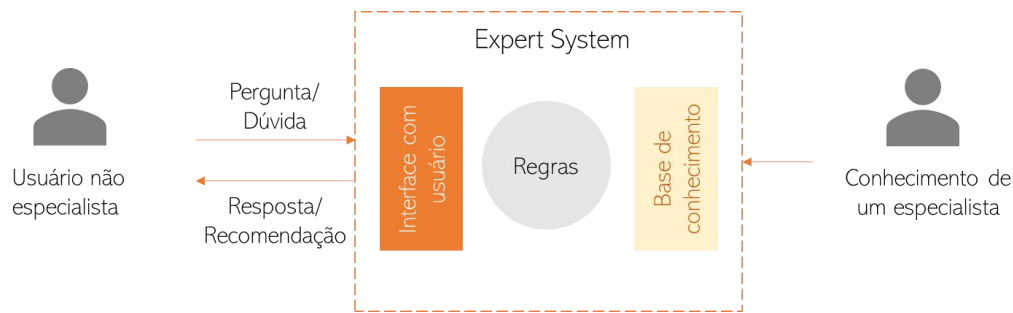 Expert System
Usuário não
especialista
Pergunta/
Dúvida
Resposta/
Recomendação
Interface com
usuário
Regras
Base de
conhecimento
Conhecimento de
um especialista